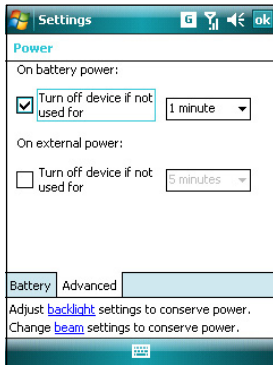 Settings
G
ok
Power
On battery power:
Turn off device if not
used for
1 minute
On external power:
Turn off device if not
used for
5 minutes
Battery
Advanced
Adjust backlight settings to conserve power.
Change beam settings to conserve power.